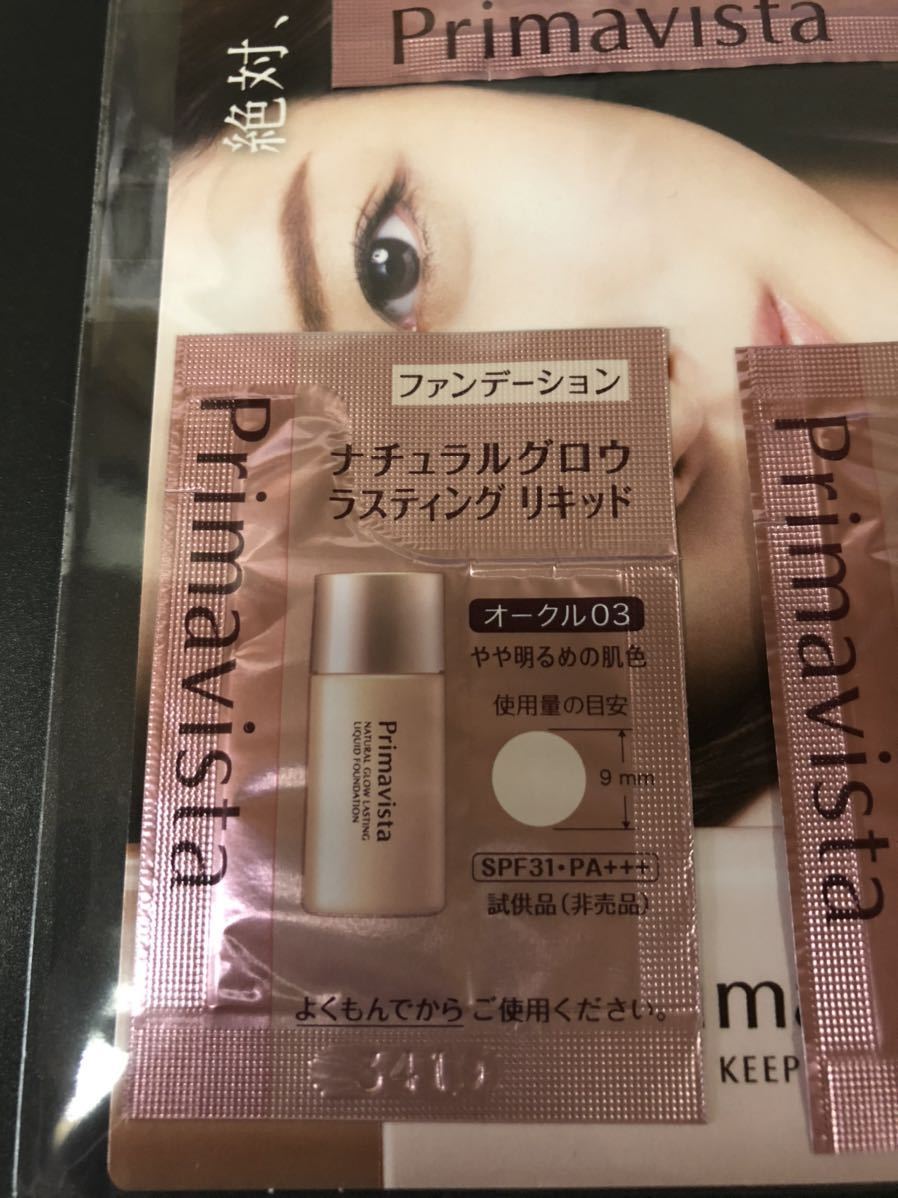 Primavista
絶対、
ファンデーション
ナチュラルグロウ
ラスティング リキッド
Primavista
オークル03
やや明るめの肌色
使用量の目安
9 mm
Primavista
NATURAL GLOW LASTING
LIQUID FOUNDATION
SPF31・PA+++
試供品(非売品)
よくもんでから ご使用ください。
Primavista
KEEP